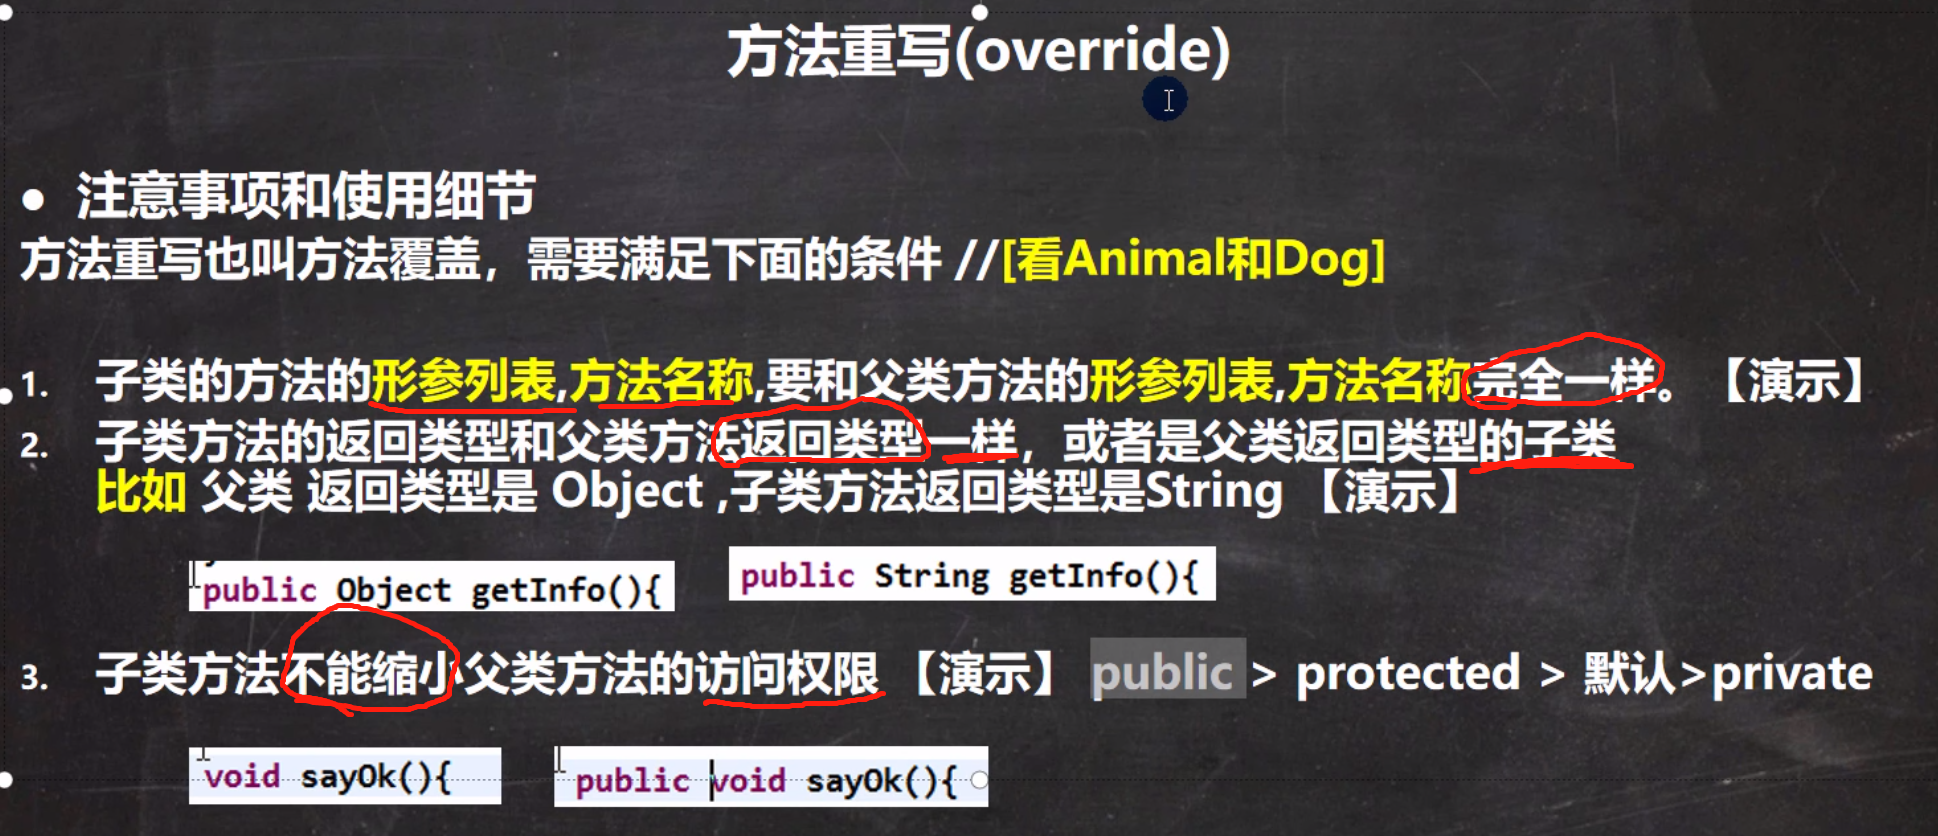 方法重写(override)
● 注意事项和使用细节
方法重写也叫方法覆盖，需要满足下面的条件 //[看Animal和Dog]
1. 子类的方法的形参列表,方法名称,要和父类方法的形参列表,方法名称完全一样。【演示】
2. 子类方法的返回类型和父类方法返回类型一样，或者是父类返回类型的子类
比如 父类 返回类型是 Object ,子类方法返回类型是String 【演示】
public Object getInfo(){
public String getInfo(){
3. 子类方法不能缩小父类方法的访问权限 【演示】 public > protected > 默认>private
void sayOk(){
public void sayOk(){